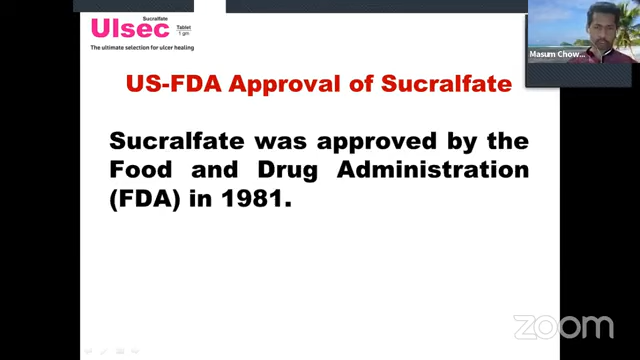 Sucralfate
Ulsec Tablet
1 gm
The ultimate selection for ulcer healing
Masum Chow...
US-FDA Approval of Sucralfate
Sucralfate was approved by the
Food and Drug Administration
(FDA) in 1981.
zoom